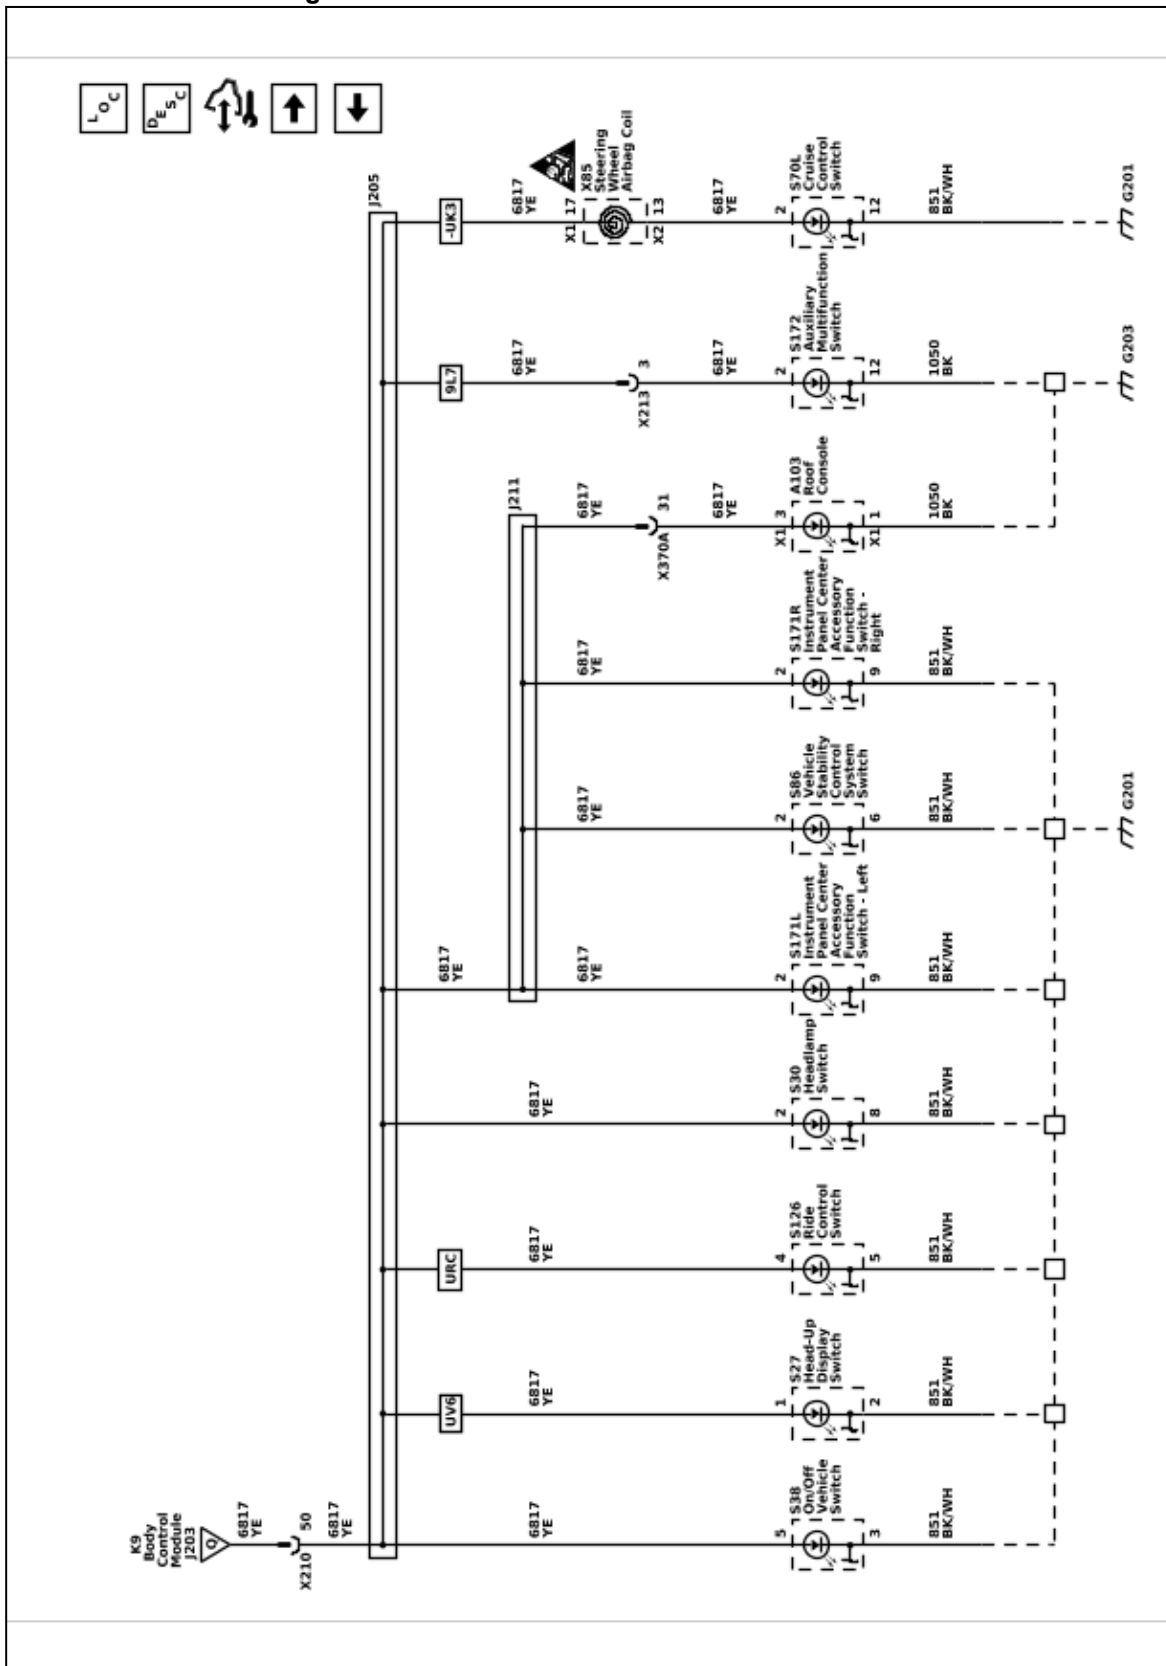 g
LOC
DESC
K9
Body
Control
Module
J203
Q
6817
YE
X210
50
6817
YE
J205
UV6
URC
9L7
-UK3
6817
YE
J211
6817
YE
5
S38
On/Off
Vehicle
Switch
3
851
BK/WH
6817
YE
1
S27
Head-Up
Display
Switch
2
851
BK/WH
6817
YE
4
S126
Ride
Control
Switch
5
851
BK/WH
6817
YE
2
S30
Headlamp
Switch
8
851
BK/WH
6817
YE
2
S171L
Instrument
Panel Center
Accessory
Function
Switch - Left
9
851
BK/WH
6817
YE
2
S86
Vehicle
Stability
Control
System
Switch
6
851
BK/WH
G201
6817
YE
2
S171R
Instrument
Panel Center
Accessory
Function
Switch -
Right
9
851
BK/WH
6817
YE
X370A
31
6817
YE
X1
3
A103
Roof
Console
X1
1
1050
BK
6817
YE
X213
3
6817
YE
2
S172
Auxiliary
Multifunction
Switch
12
1050
BK
G203
6817
YE
X1
17
X85
Steering
Wheel
Airbag Coil
X2
13
6817
YE
2
S70L
Cruise
Control
Switch
12
851
BK/WH
G201